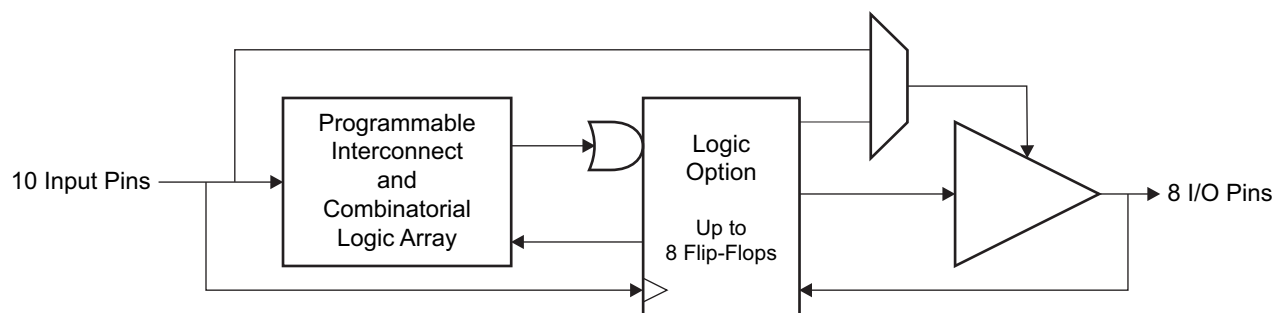 10 Input Pins
Programmable
Interconnect
and
Combinatorial
Logic Array
Logic
Option
Up to
8 Flip-Flops
8 I/O Pins